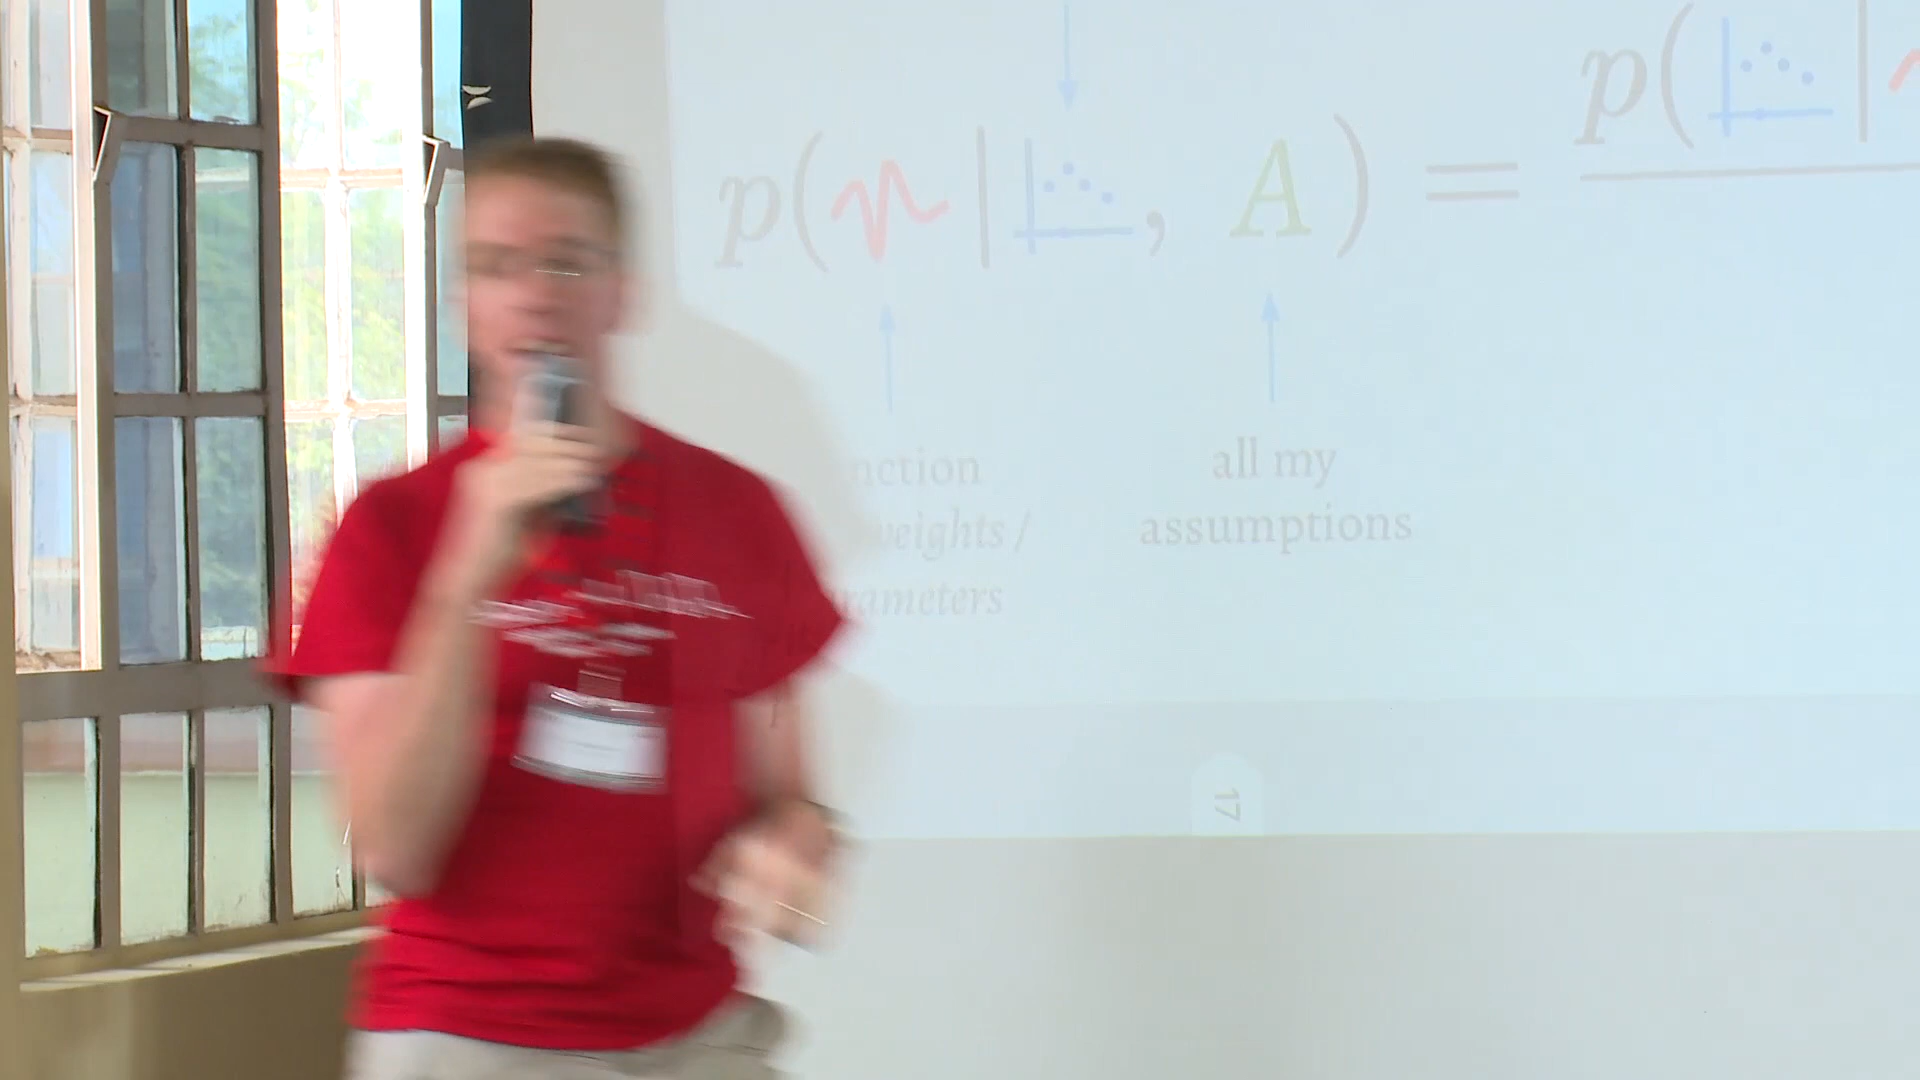 p( | , A) = p( |
nction all my
weights / assumptions
rameters
17